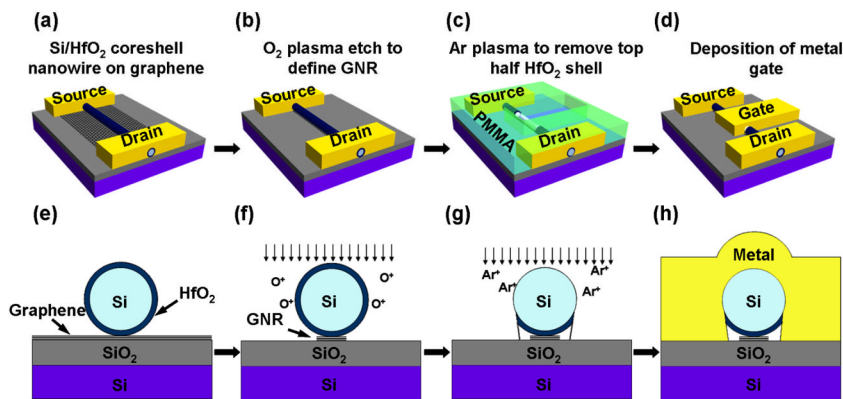 (a)
Si/HfO₂ coreshell
nanowire on graphene
Source
Drain
(b)
O₂ plasma etch to
define GNR
Source
Drain
(c)
Ar plasma to remove top
half HfO₂ shell
Source
PMMA
Drain
(d)
Deposition of metal
gate
Source
Gate
Drain
(e)
Si
HfO₂
Graphene
SiO₂
Si
(f)
O⁺ O⁺
O⁺ O⁺
Si
GNR
SiO₂
Si
(g)
Ar⁺ Ar⁺
Ar⁺ Ar⁺
Si
SiO₂
Si
(h)
Metal
Si
SiO₂
Si